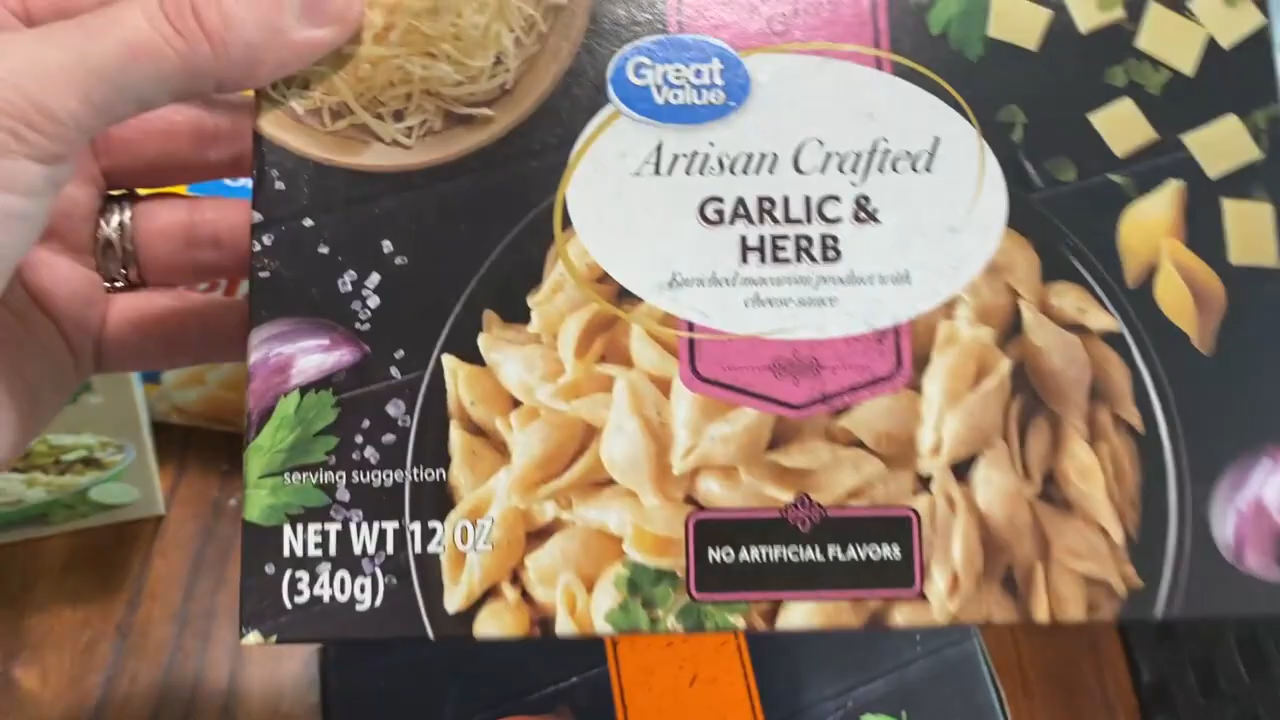 Great
Value
Artisan Crafted
GARLIC &
HERB
Enriched macaroni product with
cheese sauce
serving suggestion
NET WT 12 OZ
(340g)
NO ARTIFICIAL FLAVORS